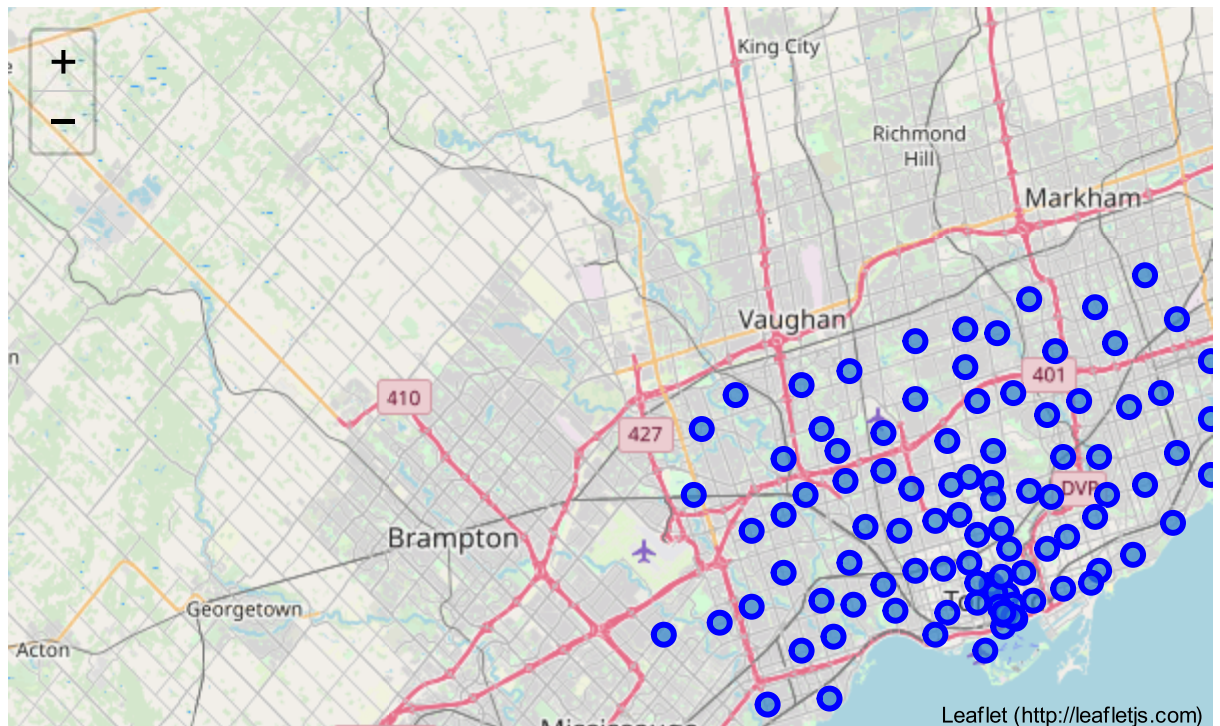 +
King City
−
Richmond
Hill
Markham
Vaughan
401
410
427
DVP
Brampton
Georgetown
Acton
Leaflet (http://leafletjs.com)